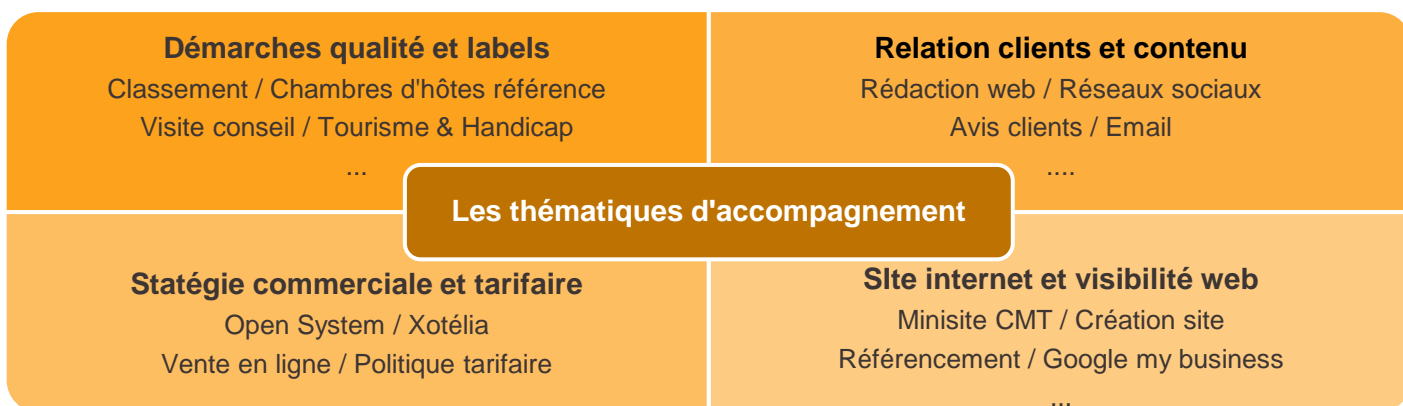 Démarches qualité et labels
Classement / Chambres d'hôtes référence
Visite conseil / Tourisme & Handicap
...
Relation clients et contenu
Rédaction web / Réseaux sociaux
Avis clients / Email
....
Les thématiques d'accompagnement
Statégie commerciale et tarifaire
Open System / Xotélia
Vente en ligne / Politique tarifaire
SIte internet et visibilité web
Minisite CMT / Création site
Référencement / Google my business
...